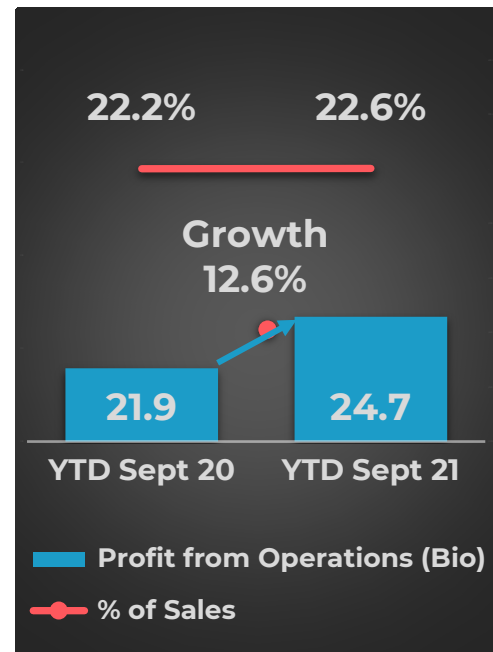 22.2% 22.6%
Growth
12.6%
21.9 24.7
YTD Sept 20 YTD Sept 21
Profit from Operations (Bio)
% of Sales